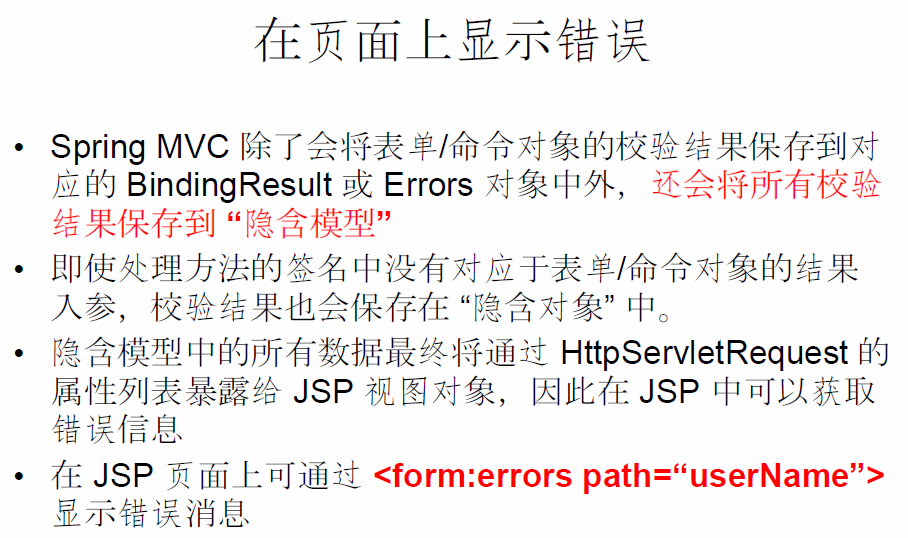 在页面上显示错误
• Spring MVC 除了会将表单/命令对象的校验结果保存到对
应的 BindingResult 或 Errors 对象中外，还会将所有校验
结果保存到 “隐含模型”
• 即使处理方法的签名中没有对应于表单/命令对象的结果
入参，校验结果也会保存在 “隐含对象” 中。
• 隐含模型中的所有数据最终将通过 HttpServletRequest 的
属性列表暴露给 JSP 视图对象，因此在 JSP 中可以获取
错误信息
• 在 JSP 页面上可通过 <form:errors path=“userName”>
显示错误消息